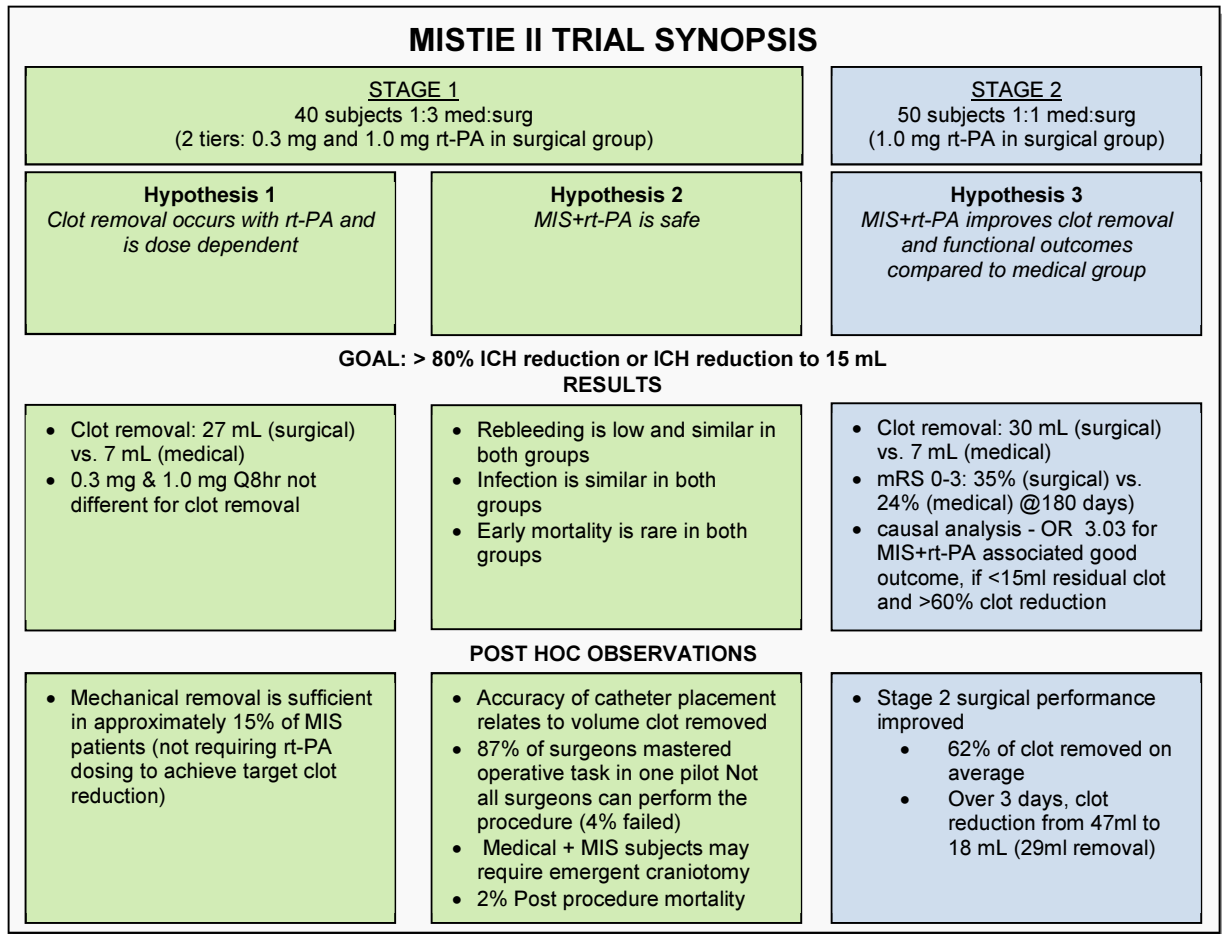 MISTIE II TRIAL SYNOPSIS
STAGE 1
40 subjects 1:3 med:surg
(2 tiers: 0.3 mg and 1.0 mg rt-PA in surgical group)
STAGE 2
50 subjects 1:1 med:surg
(1.0 mg rt-PA in surgical group)
Hypothesis 1
Clot removal occurs with rt-PA and
is dose dependent
Hypothesis 2
MIS+rt-PA is safe
Hypothesis 3
MIS+rt-PA improves clot removal
and functional outcomes
compared to medical group
GOAL: > 80% ICH reduction or ICH reduction to 15 mL
RESULTS
• Clot removal: 27 mL (surgical)
vs. 7 mL (medical)
• 0.3 mg & 1.0 mg Q8hr not
different for clot removal
• Rebleeding is low and similar in
both groups
• Infection is similar in both
groups
• Early mortality is rare in both
groups
• Clot removal: 30 mL (surgical)
vs. 7 mL (medical)
• mRS 0-3: 35% (surgical) vs.
24% (medical) @180 days)
• causal analysis - OR 3.03 for
MIS+rt-PA associated good
outcome, if <15ml residual clot
and >60% clot reduction
POST HOC OBSERVATIONS
• Mechanical removal is sufficient
in approximately 15% of MIS
patients (not requiring rt-PA
dosing to achieve target clot
reduction)
• Accuracy of catheter placement
relates to volume clot removed
• 87% of surgeons mastered
operative task in one pilot Not
all surgeons can perform the
procedure (4% failed)
• Medical + MIS subjects may
require emergent craniotomy
• 2% Post procedure mortality
• Stage 2 surgical performance
improved
• 62% of clot removed on
average
• Over 3 days, clot
reduction from 47ml to
18 mL (29ml removal)